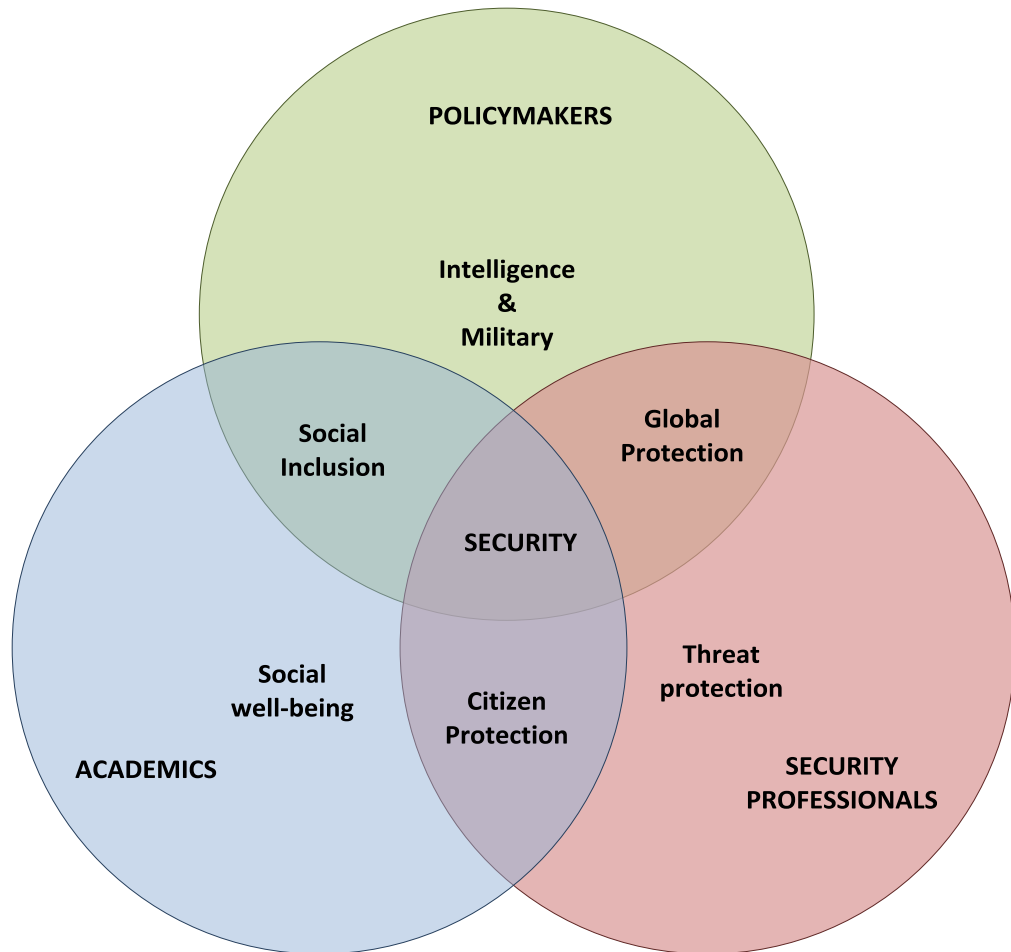 POLICYMAKERS
Intelligence
&
Military
Social
Inclusion
Global
Protection
SECURITY
Social
well-being
Citizen
Protection
Threat
protection
ACADEMICS
SECURITY
PROFESSIONALS